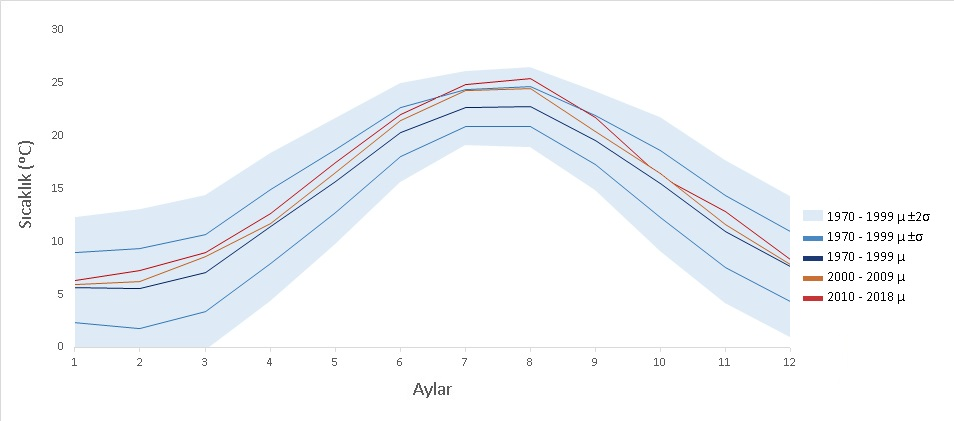 30
25
20
15
10
5
0
Sıcaklık (°C)
1 2 3 4 5 6 7 8 9 10 11 12
Aylar
1970 - 1999 µ ±2σ
1970 - 1999 µ ±σ
1970 - 1999 µ
2000 - 2009 µ
2010 - 2018 µ